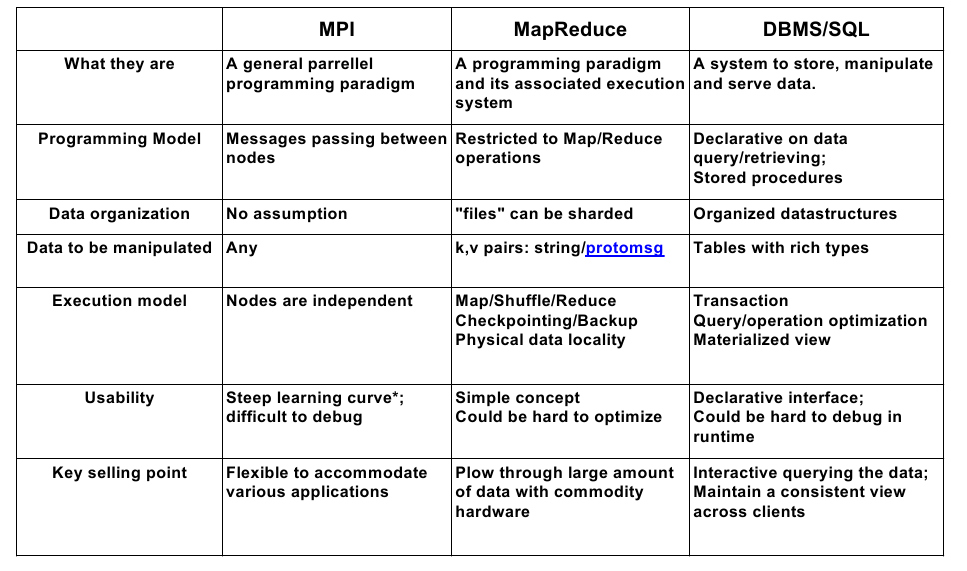 MPI MapReduce DBMS/SQL
What they are
A general parrellel
programming paradigm
A programming paradigm
and its associated execution
system
A system to store, manipulate
and serve data.
Programming Model
Messages passing between
nodes
Restricted to Map/Reduce
operations
Declarative on data
query/retrieving;
Stored procedures
Data organization
No assumption
"files" can be sharded
Organized datastructures
Data to be manipulated
Any
k,v pairs: string/protomsg
Tables with rich types
Execution model
Nodes are independent
Map/Shuffle/Reduce
Checkpointing/Backup
Physical data locality
Transaction
Query/operation optimization
Materialized view
Usability
Steep learning curve*;
difficult to debug
Simple concept
Could be hard to optimize
Declarative interface;
Could be hard to debug in
runtime
Key selling point
Flexible to accommodate
various applications
Plow through large amount
of data with commodity
hardware
Interactive querying the data;
Maintain a consistent view
across clients